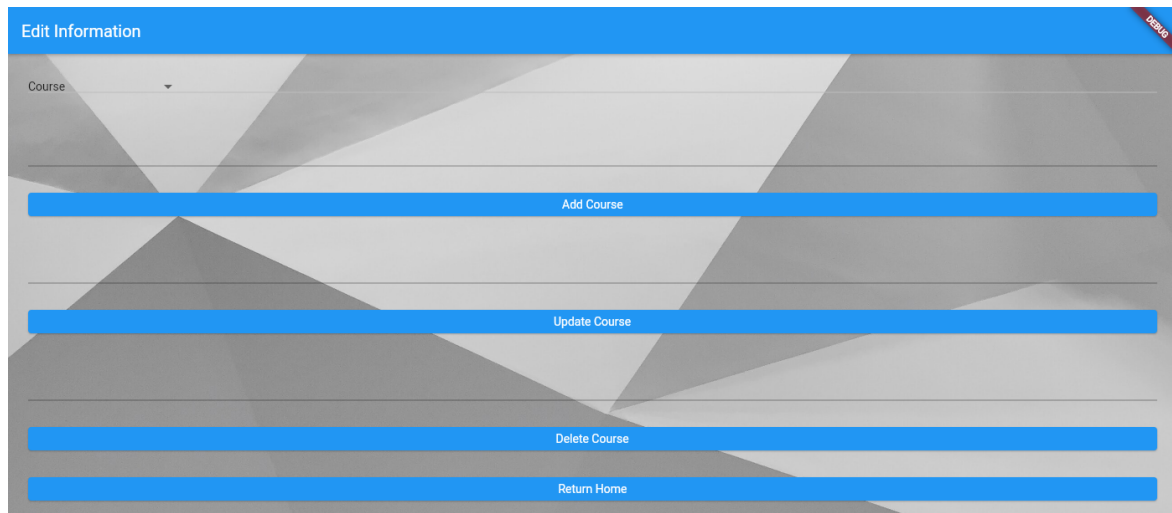 Edit Information
DEBUG
Course
Add Course
Update Course
Delete Course
Return Home